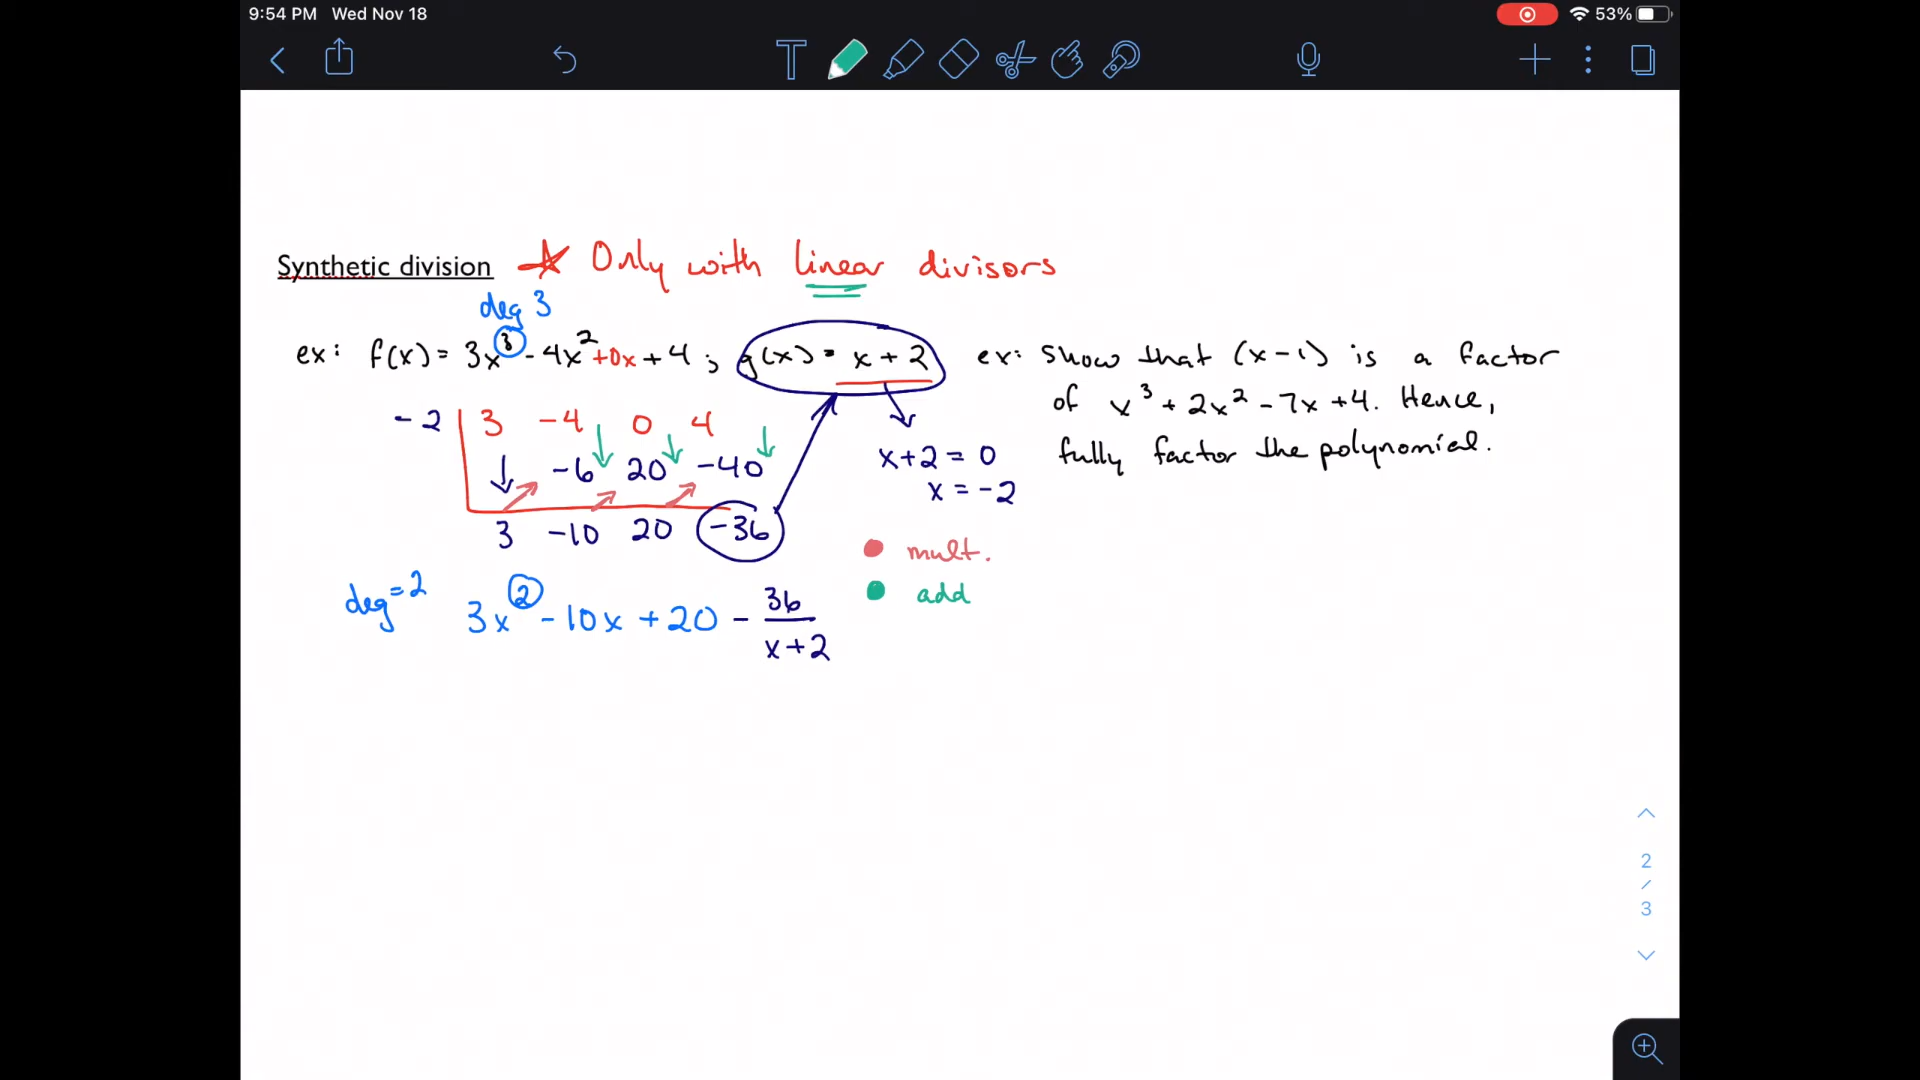 9:54 PM Wed Nov 18
53%
Synthetic division ★ Only with linear divisors
deg 3
ex: f(x) = 3x³ - 4x² +0x + 4 ; g(x) = x + 2
-2 | 3 -4 0 4
-6 20 -40
3 -10 20 -36
x+2 = 0
x = -2
mult.
add
deg = 2 3x² - 10x + 20 - 36/(x+2)
ex: show that (x-1) is a factor
of x³ + 2x² - 7x + 4. Hence,
fully factor the polynomial.
2
/
3